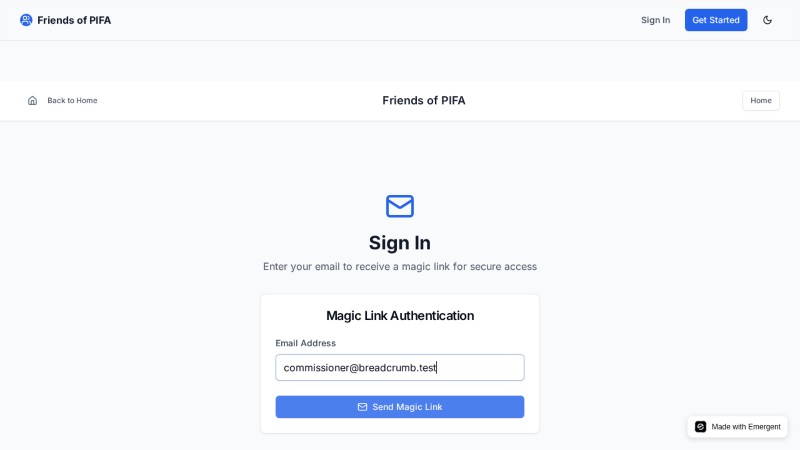 Friends of PIFA
Sign In
Get Started
Back to Home
Friends of PIFA
Home
Sign In
Enter your email to receive a magic link for secure access
Magic Link Authentication
Email Address
commissioner@breadcrumb.test
Send Magic Link
Made with Emergent